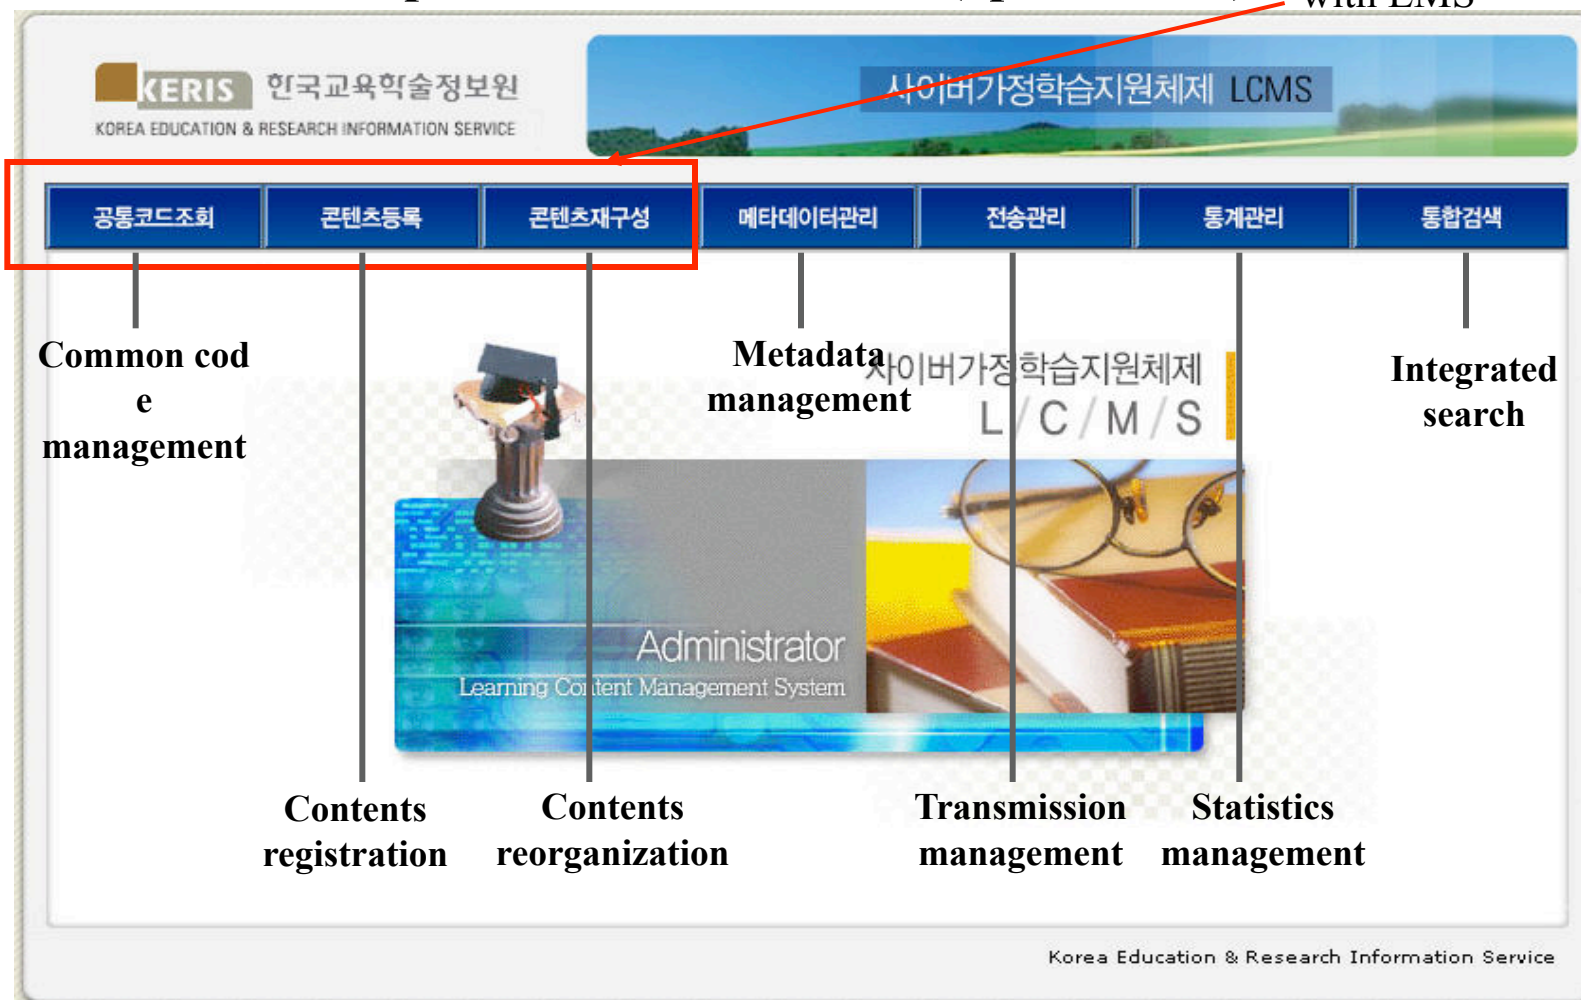 with LMS
KERIS 한국교육학술정보원
KOREA EDUCATION & RESEARCH INFORMATION SERVICE
사이버가정학습지원체제 LCMS
공통코드조회 콘텐츠등록 콘텐츠재구성 메타데이터관리 전송관리 통계관리 통합검색
Common cod
e
management
Metadata
management
Integrated
search
사이버가정학습지원체제
L/C/M/S
Administrator
Learning Content Management System
Contents
registration
Contents
reorganization
Transmission
management
Statistics
management
Korea Education & Research Information Service